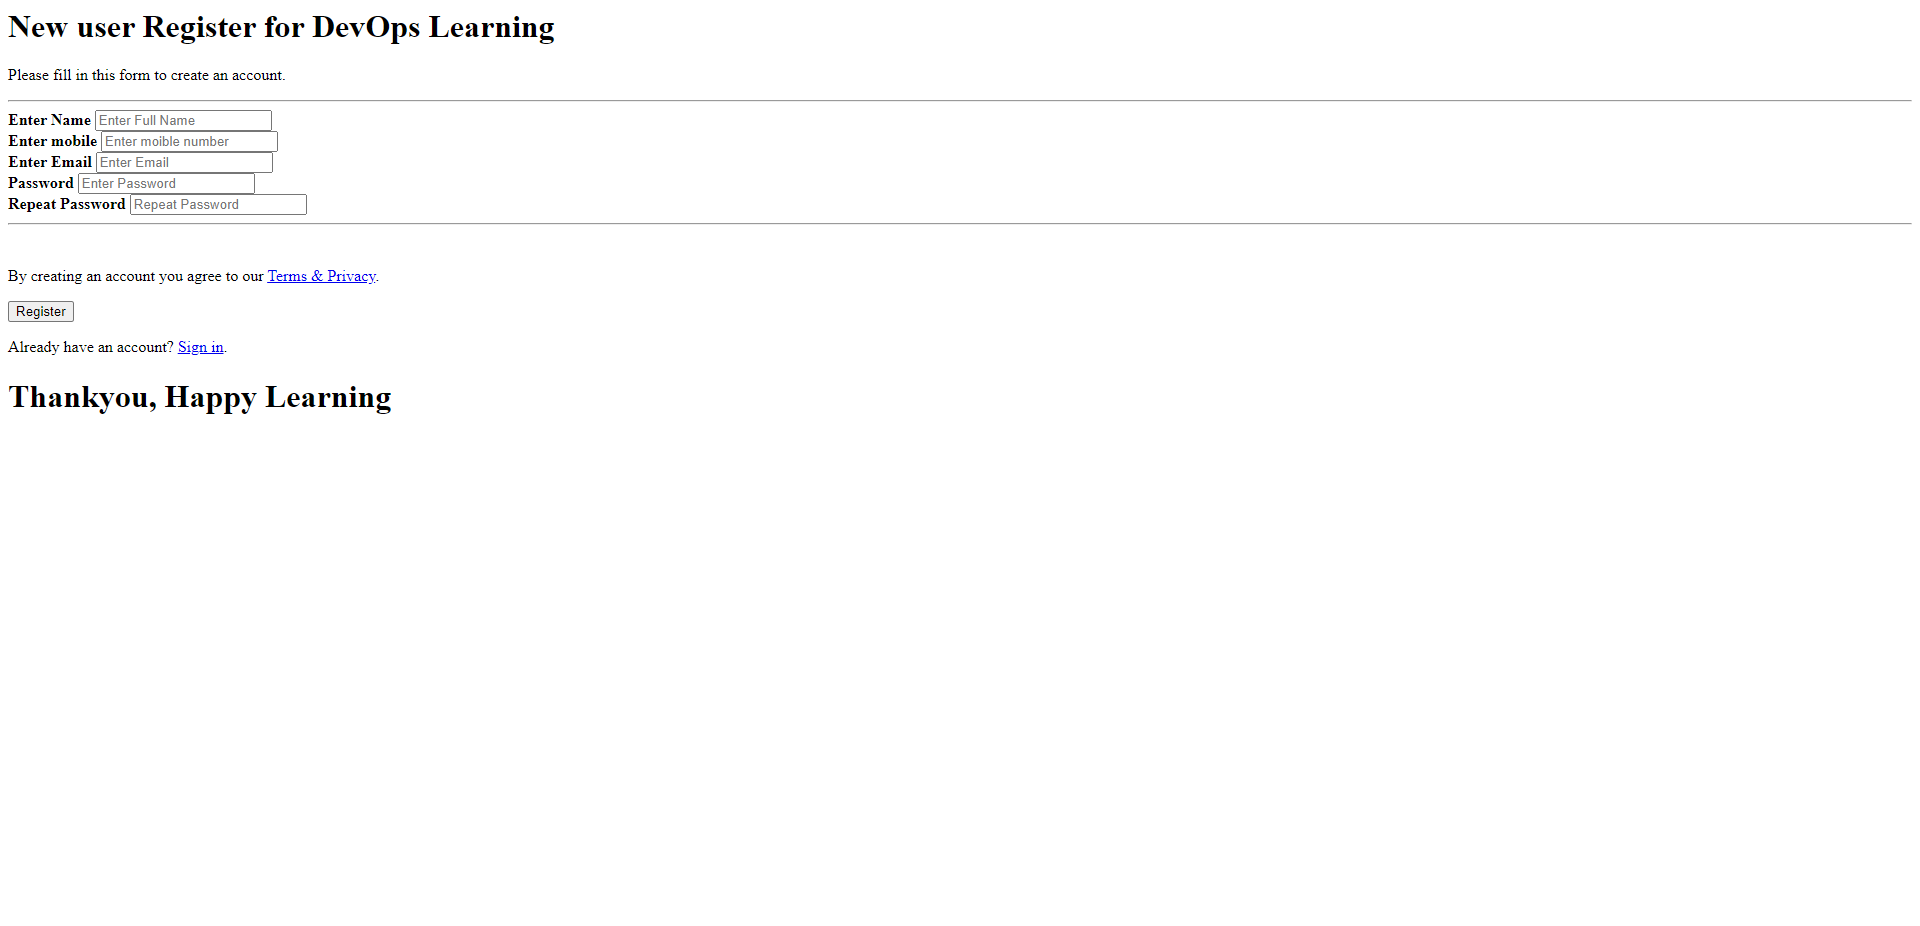 New user Register for DevOps Learning
Please fill in this form to create an account.
Enter Name Enter Full Name
Enter mobile Enter moible number
Enter Email Enter Email
Password Enter Password
Repeat Password Repeat Password
By creating an account you agree to our Terms & Privacy.
Register
Already have an account? Sign in.
Thankyou, Happy Learning